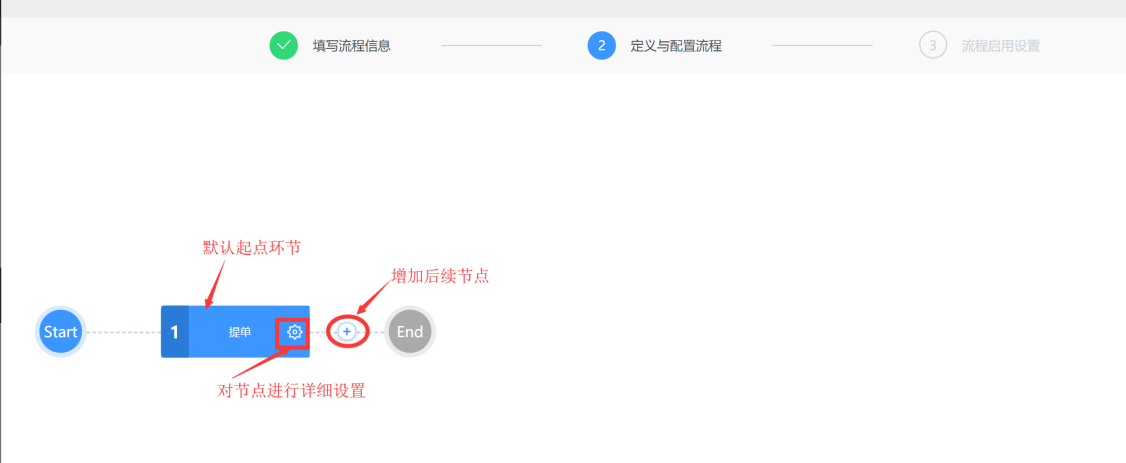 填写流程信息
2 定义与配置流程
3 流程启用设置
默认起点环节
增加后续节点
Start
1 提单
End
对节点进行详细设置